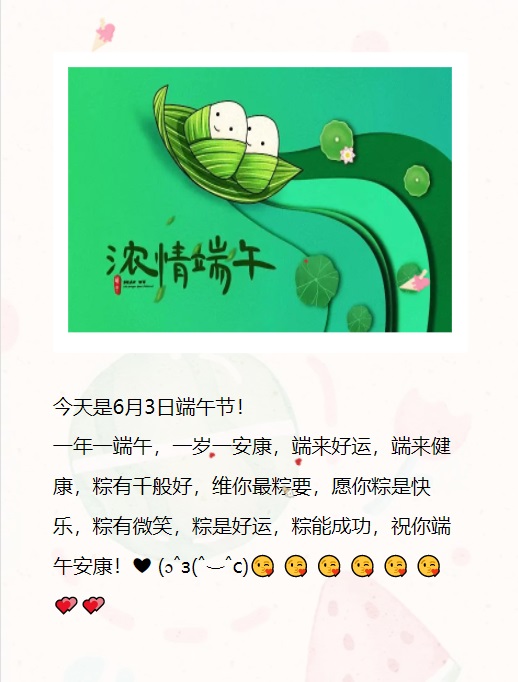 浓情端午
今天是6月3日端午节！
一年一端午，一岁一安康，端来好运，端来健
康，粽有千般好，维你最粽要，愿你粽是快
乐，粽有微笑，粽是好运，粽能成功，祝你端
午安康！♥ (ɔˆз(ˆ⌣ˆc)😘 😘 😘 😘 😘 😘
💕💕